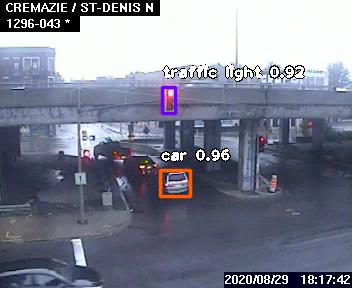 CREMAZIE / ST-DENIS N
1296-043 *
traffic light 0.92
car 0.96
2020/08/29 18:17:42